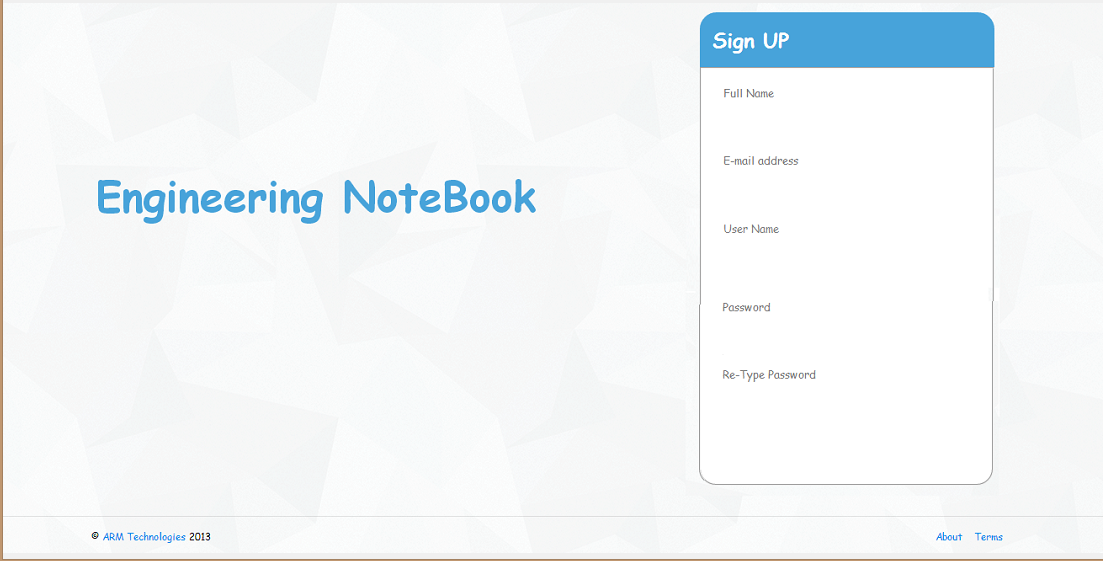 Engineering NoteBook
Sign UP
Full Name
E-mail address
User Name
Password
Re-Type Password
© ARM Technologies 2013
About Terms